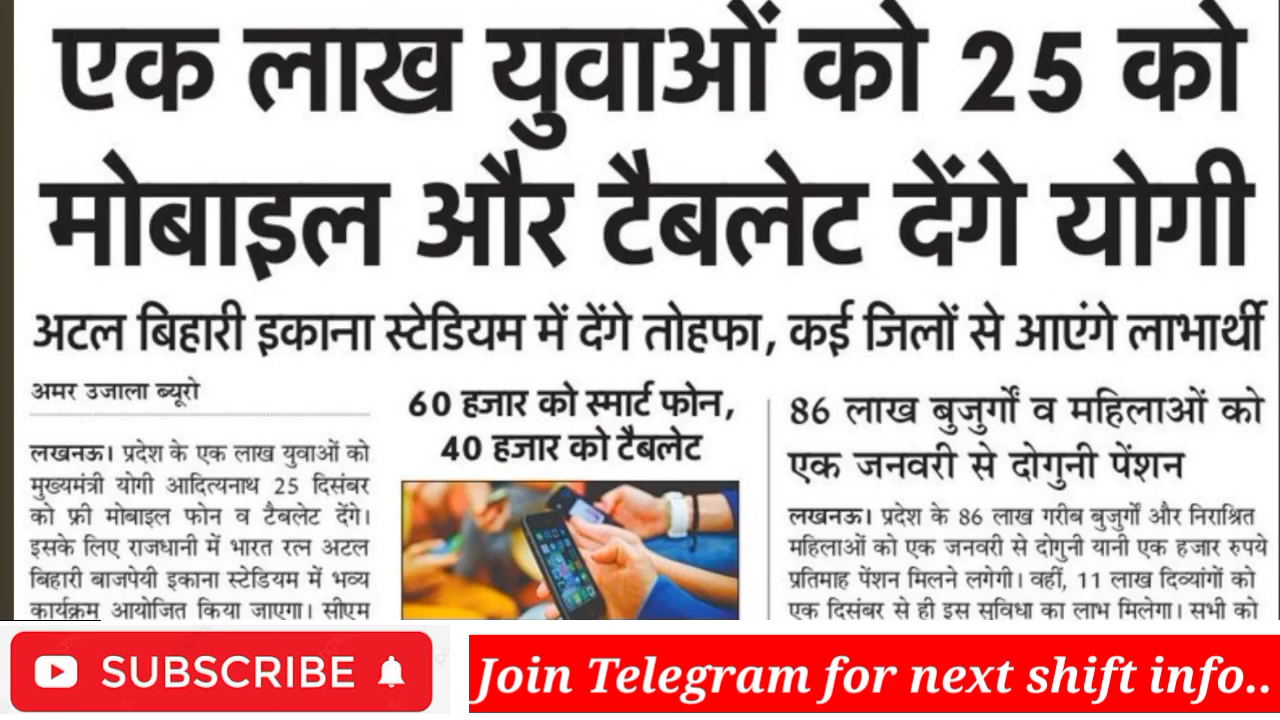 एक लाख युवाओं को 25 को
मोबाइल और टैबलेट देंगे योगी
अटल बिहारी इकाना स्टेडियम में देंगे तोहफा, कई जिलों से आएंगे लाभार्थी
अमर उजाला ब्यूरो
लखनऊ। प्रदेश के एक लाख युवाओं को
मुख्यमंत्री योगी आदित्यनाथ 25 दिसंबर
को फ्री मोबाइल फोन व टैबलेट देंगे।
इसके लिए राजधानी में भारत रत्न अटल
बिहारी बाजपेयी इकाना स्टेडियम में भव्य
कार्यक्रम आयोजित किया जाएगा। सीएम
60 हजार को स्मार्ट फोन,
40 हजार को टैबलेट
86 लाख बुजुर्गों व महिलाओं को
एक जनवरी से दोगुनी पेंशन
लखनऊ। प्रदेश के 86 लाख गरीब बुजुर्गों और निराश्रित
महिलाओं को एक जनवरी से दोगुनी यानी एक हजार रुपये
प्रतिमाह पेंशन मिलने लगेगी। वहीं, 11 लाख दिव्यांगों को
एक दिसंबर से ही इस सुविधा का लाभ मिलेगा। सभी को
SUBSCRIBE
Join Telegram for next shift info..